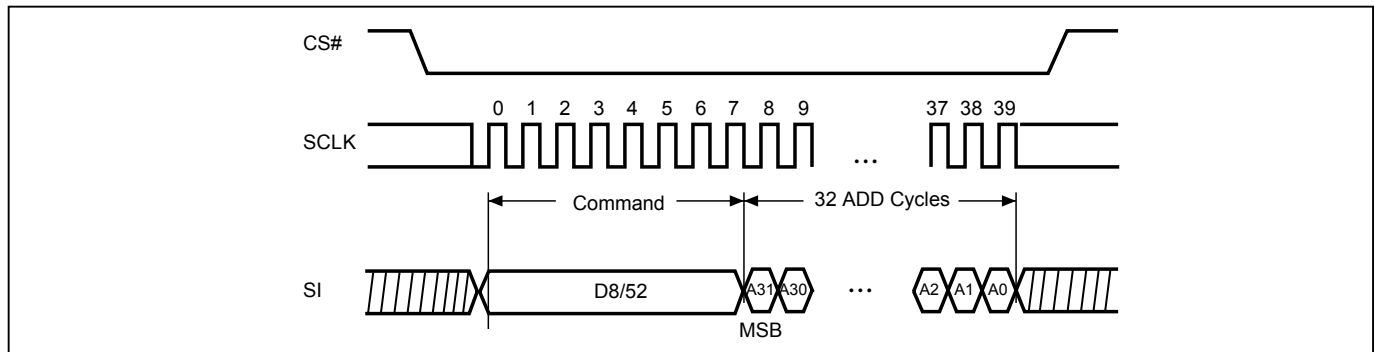 CS#
0 1 2 3 4 5 6 7 8 9 37 38 39
SCLK
...
Command
32 ADD Cycles
SI
D8/52
A31 A30 ... A2 A1 A0
MSB